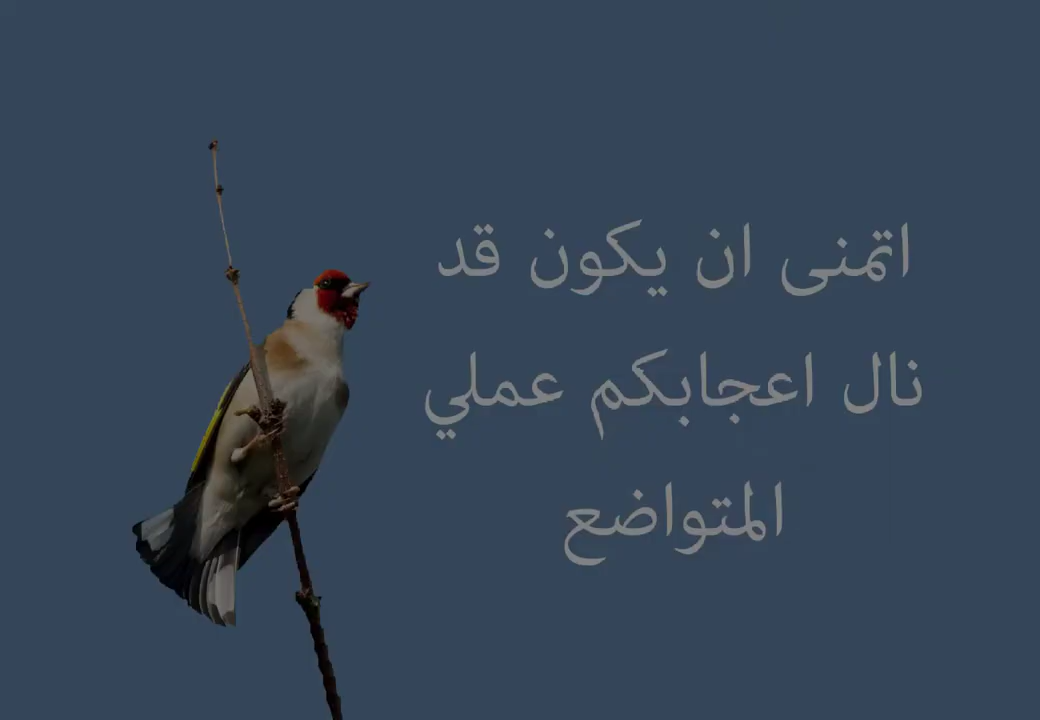 اتمنى ان يكون قد
نال اعجابكم عملي
المتواضع